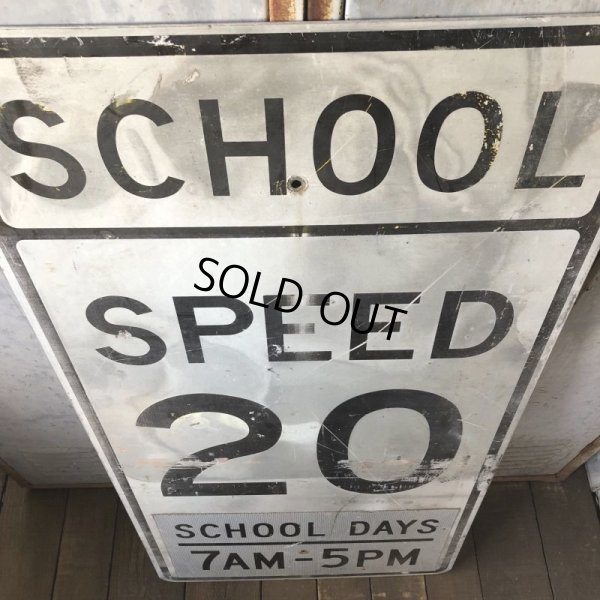 SCHOOL
SPEED
SOLD OUT
20
SCHOOL DAYS
7AM-5PM